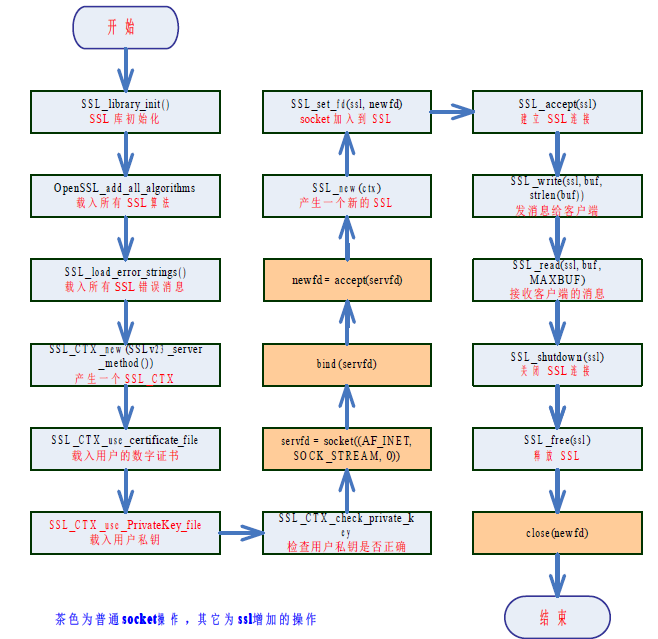 开 始
SSL_library_init()
SSL 库初始化
OpenSSL_add_all_algorithms
载入所有 SSL 算法
SSL_load_error_strings()
载入所有 SSL 错误消息
SSL_CTX_new(SSLv23_server
_method())
产生一个 SSL_CTX
SSL_CTX_use_certificate_file
载入用户的数字证书
SSL_CTX_use_PrivateKey_file
载入用户私钥
SSL_CTX_check_private_k
ey
检查用户私钥是否正确
servfd = socket((AF_INET,
SOCK_STREAM, 0))
bind(servfd)
newfd = accept(servfd)
SSL_new(ctx)
产生一个新的 SSL
SSL_set_fd(ssl, newfd)
socket 加入到 SSL
SSL_accept(ssl)
建立 SSL 连接
SSL_write(ssl,buf,
strlen(buf))
发消息给客户端
SSL_read(ssl,buf,
MAXBUF)
接收客户端的消息
SSL_shutdown(ssl)
关闭 SSL 连接
SSL_free(ssl)
释放 SSL
close(newfd)
结 束
茶色为普通socket操作，其它为ssl增加的操作